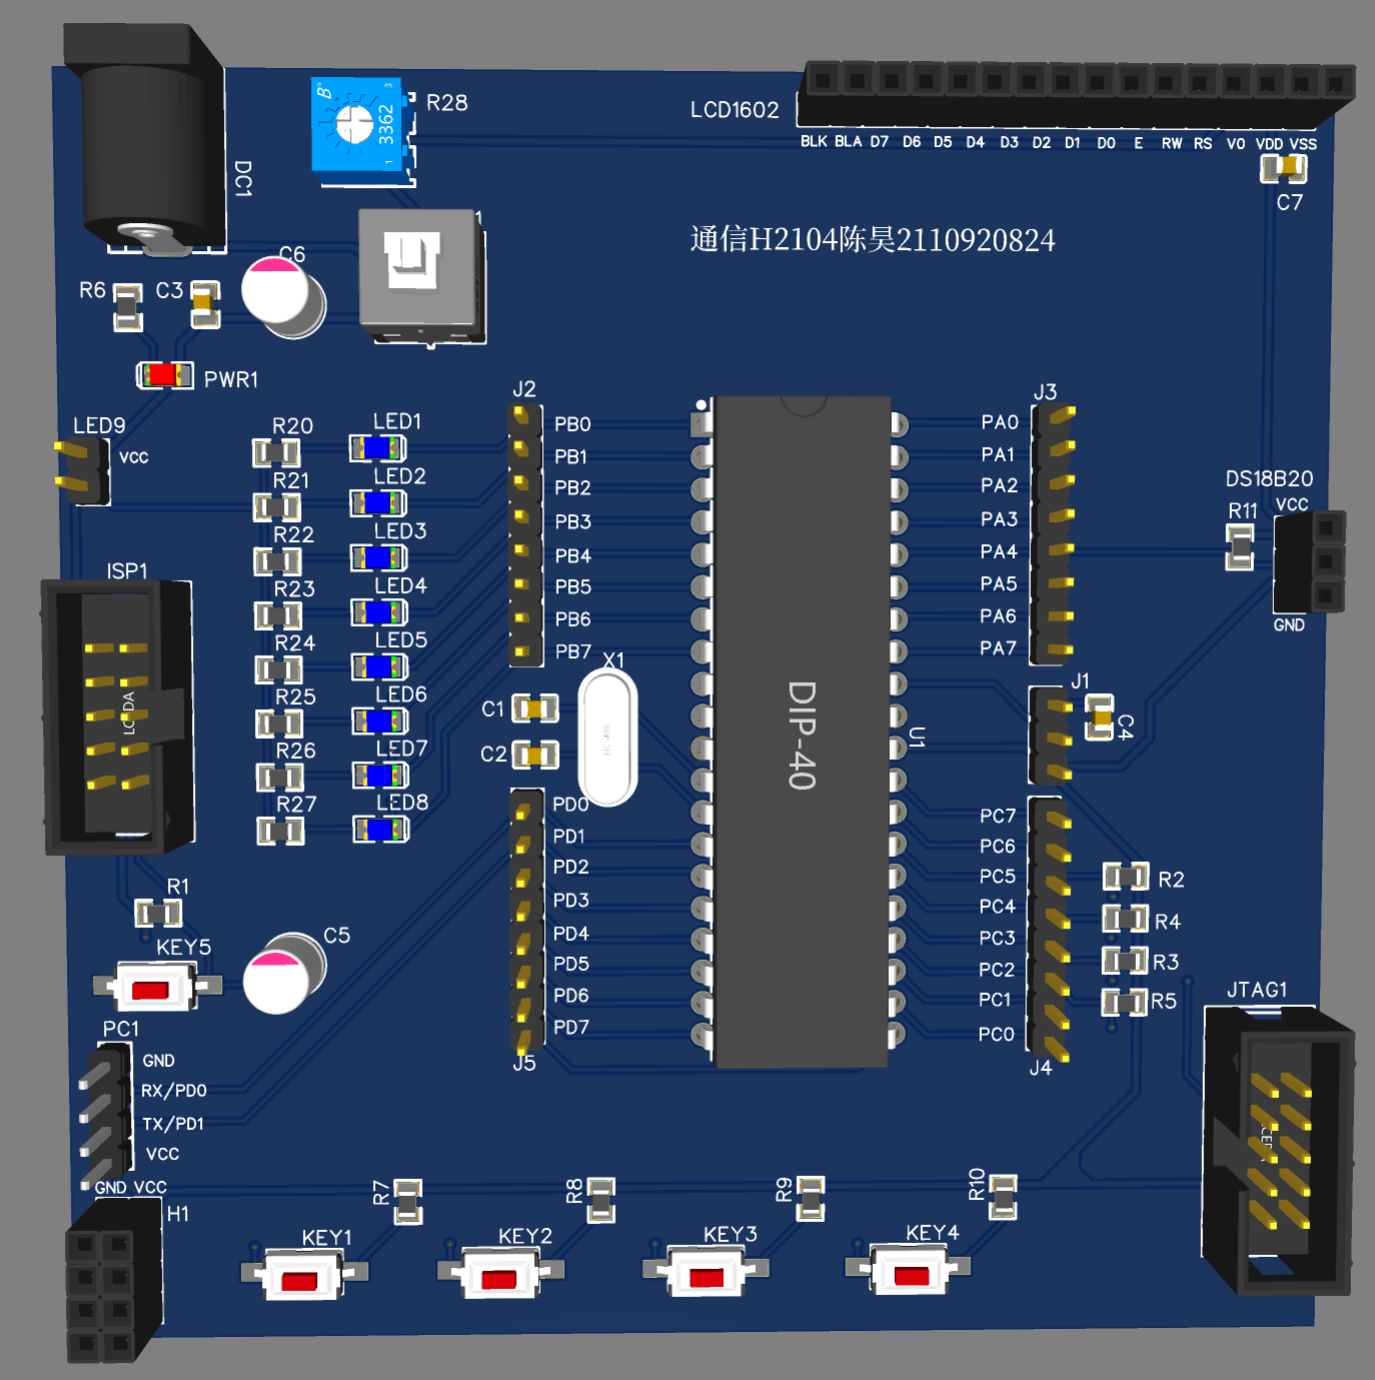 B+
3
3362
1
R28
LCD1602
BLK BLA D7 D6 D5 D4 D3 D2 D1 D0 E RW RS V0 VDD VSS
DC1
C7
通信H2104陈昊2110920824
1
C6
R6
C3
PWR1
LED9
VCC
R20
LED1
R21
LED2
R22
LED3
R23
LED4
R24
LED5
R25
LED6
R26
LED7
R27
LED8
J2
PB0
PB1
PB2
PB3
PB4
PB5
PB6
PB7
X1
C1
C2
DIP-40
U1
J3
PA0
PA1
PA2
PA3
PA4
PA5
PA6
PA7
DS18B20
R11
VCC
GND
J1
C4
ISP1
PD0
PD1
PD2
PD3
PD4
PD5
PD6
PD7
J5
PC7
PC6
PC5
PC4
PC3
PC2
PC1
PC0
J4
R2
R4
R3
R5
JTAG1
R1
KEY5
C5
PC1
GND
RX/PD0
TX/PD1
VCC
GND VCC
H1
R7
R8
R9
R10
KEY1
KEY2
KEY3
KEY4